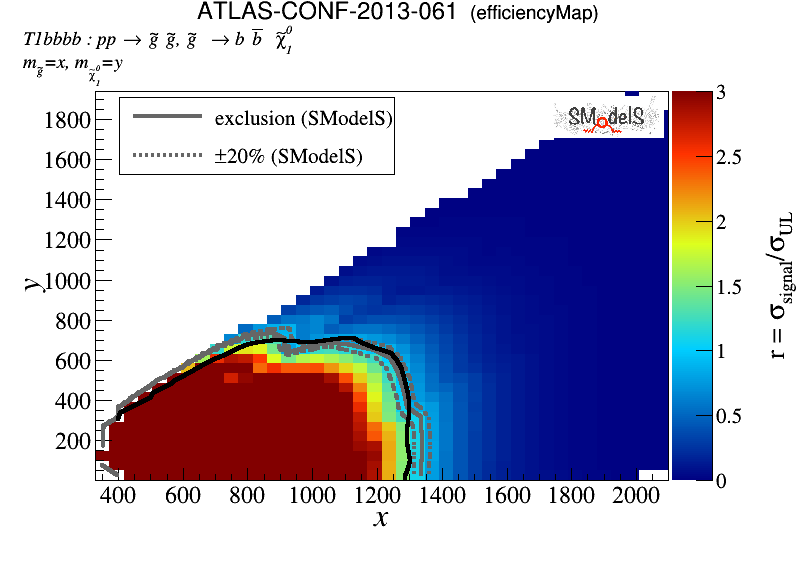 ATLAS-CONF-2013-061 (efficiencyMap)
T1bbbb : pp → g̃ g̃, g̃ → b b̅ χ̃₁⁰
m_g̃=x, m_χ̃₁⁰=y
exclusion (SModelS)
±20% (SModelS)
SModelS
y
1800
1600
1400
1200
1000
800
600
400
200
400 600 800 1000 1200 1400 1600 1800 2000
x
3
2.5
2
1.5
1
0.5
0
r = σ_signal/σ_UL